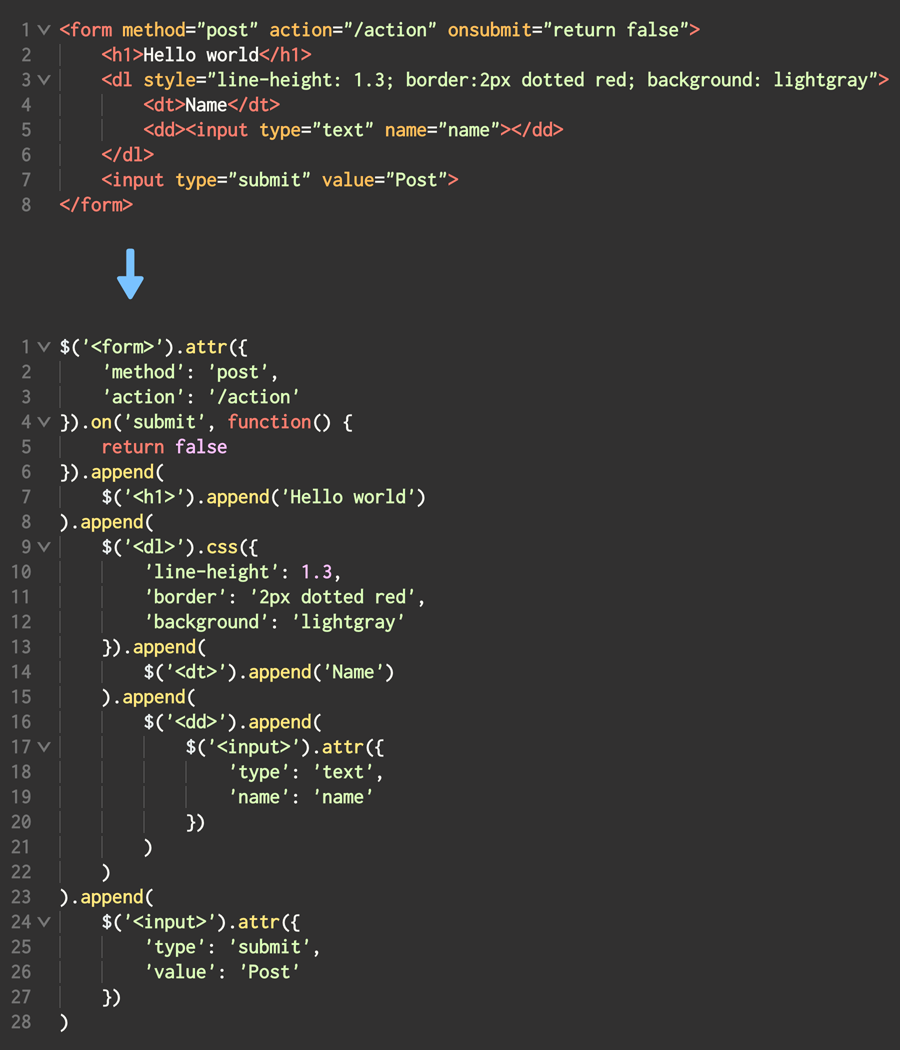 1 <form method="post" action="/action" onsubmit="return false">
2     <h1>Hello world</h1>
3     <dl style="line-height: 1.3; border:2px dotted red; background: lightgray">
4         <dt>Name</dt>
5         <dd><input type="text" name="name"></dd>
6     </dl>
7     <input type="submit" value="Post">
8 </form>
1 $('<form>').attr({
2     'method': 'post',
3     'action': '/action'
4 }).on('submit', function() {
5     return false
6 }).append(
7     $('<h1>').append('Hello world')
8 ).append(
9     $('<dl>').css({
10         'line-height': 1.3,
11         'border': '2px dotted red',
12         'background': 'lightgray'
13     }).append(
14         $('<dt>').append('Name')
15     ).append(
16         $('<dd>').append(
17             $('<input>').attr({
18                 'type': 'text',
19                 'name': 'name'
20             })
21         )
22     )
23 ).append(
24     $('<input>').attr({
25         'type': 'submit',
26         'value': 'Post'
27     })
28 )